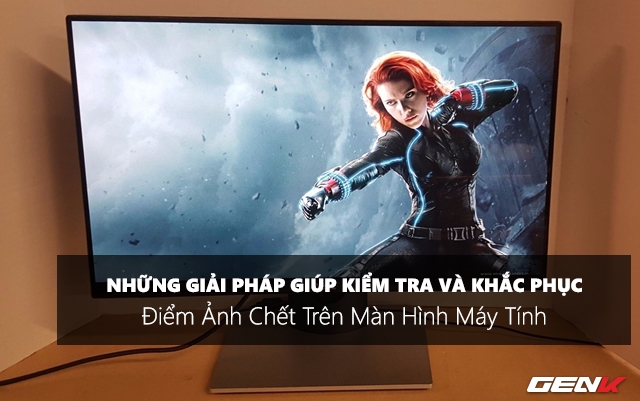 NHỮNG GIẢI PHÁP GIÚP KIỂM TRA VÀ KHẮC PHỤC
Điểm Ảnh Chết Trên Màn Hình Máy Tính
GENK